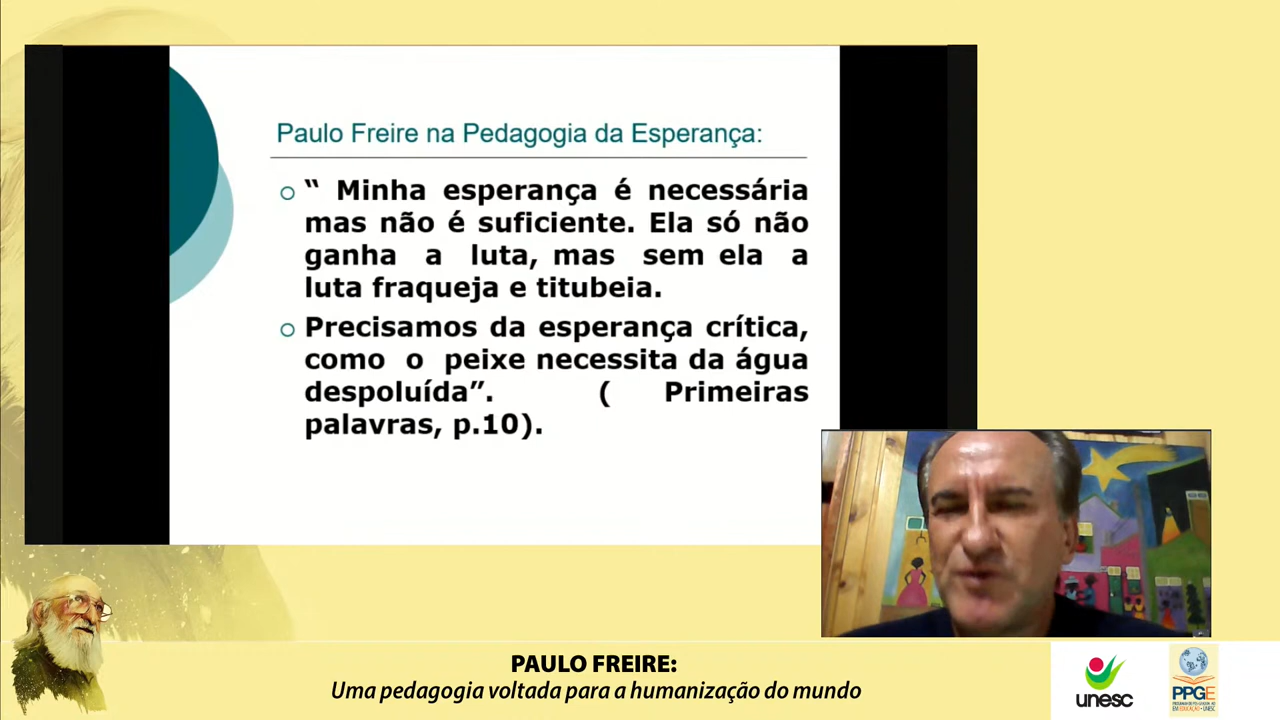 Paulo Freire na Pedagogia da Esperança:
“ Minha esperança é necessária
mas não é suficiente. Ela só não
ganha a luta, mas sem ela a
luta fraqueja e titubeia.
Precisamos da esperança crítica,
como o peixe necessita da água
despoluída”. ( Primeiras
palavras, p.10).
PAULO FREIRE:
Uma pedagogia voltada para a humanização do mundo
unesc
PPGE